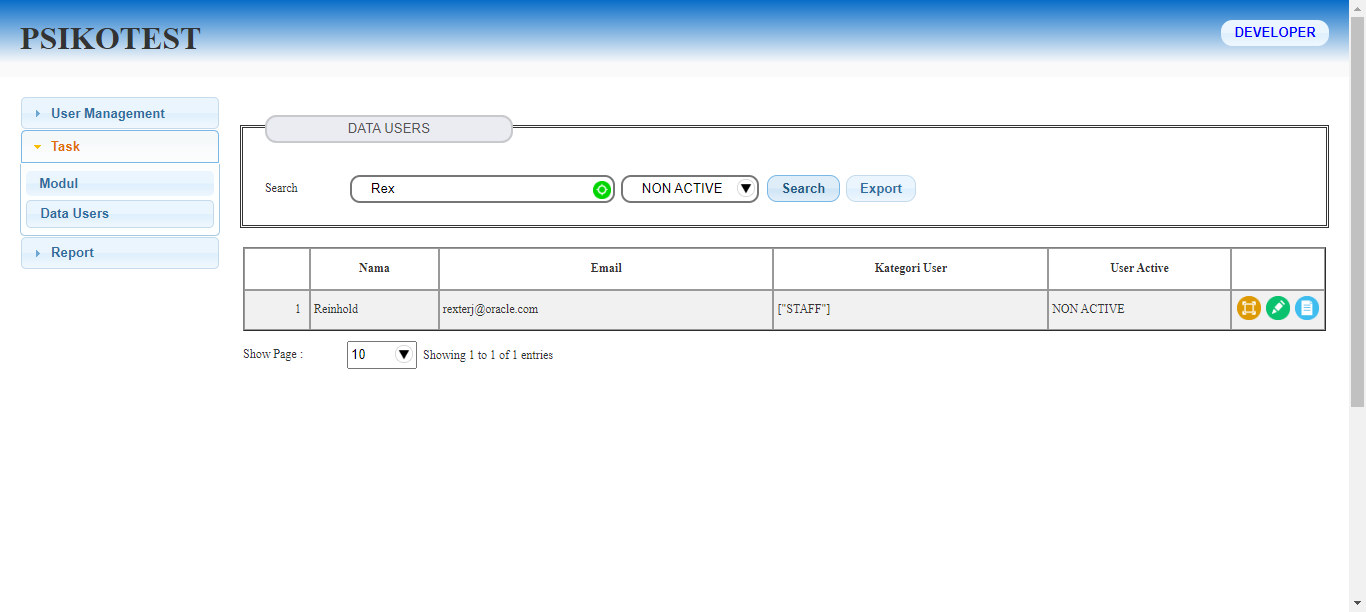 PSIKOTEST
DEVELOPER
User Management
Task
Modul
Data Users
Report
DATA USERS
Search Rex NON ACTIVE Search Export
Nama Email Kategori User User Active
1 Reinhold rexterj@oracle.com ["STAFF"] NON ACTIVE
Show Page : 10 Showing 1 to 1 of 1 entries